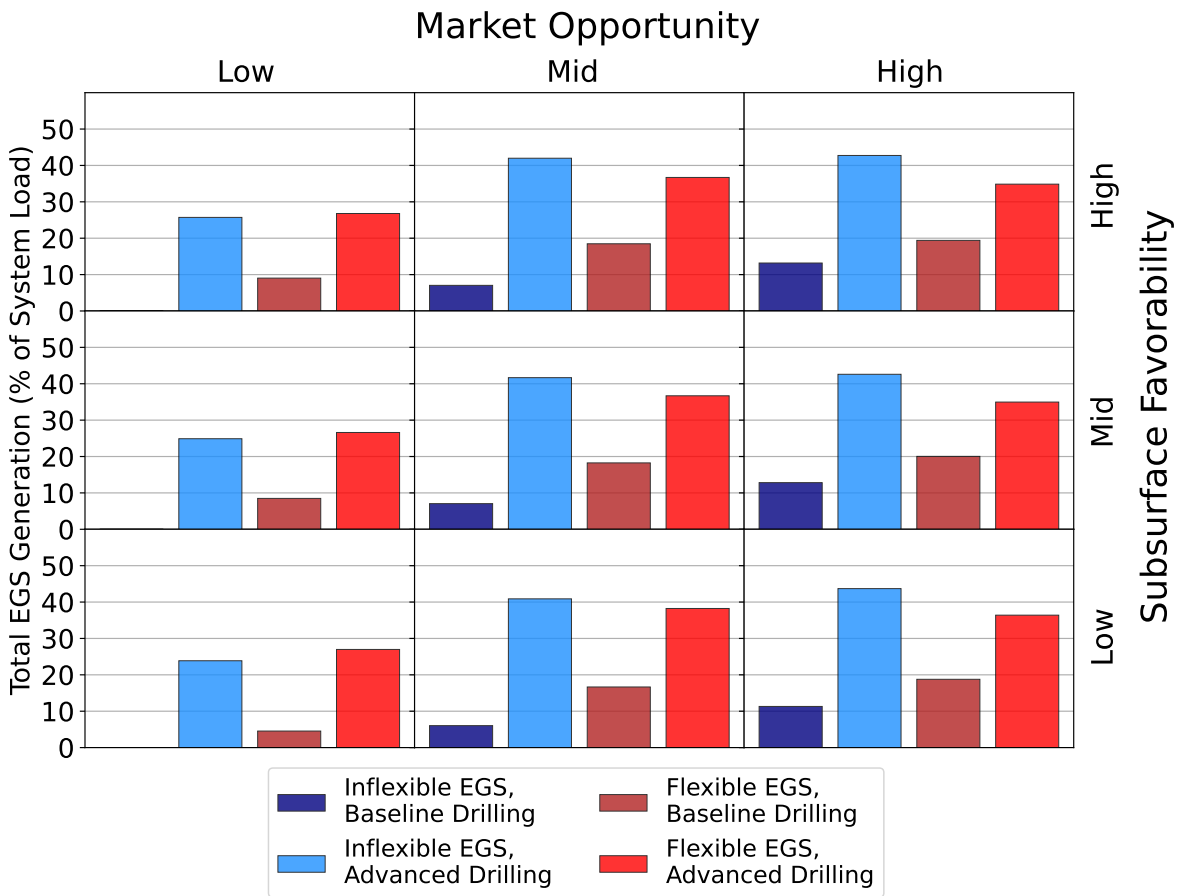 Market Opportunity
Low
Mid
High
Total EGS Generation (% of System Load)
50
40
30
20
10
0
High
50
40
30
20
10
0
Mid
50
40
30
20
10
0
Low
Subsurface Favorability
Inflexible EGS,
Baseline Drilling
Inflexible EGS,
Advanced Drilling
Flexible EGS,
Baseline Drilling
Flexible EGS,
Advanced Drilling